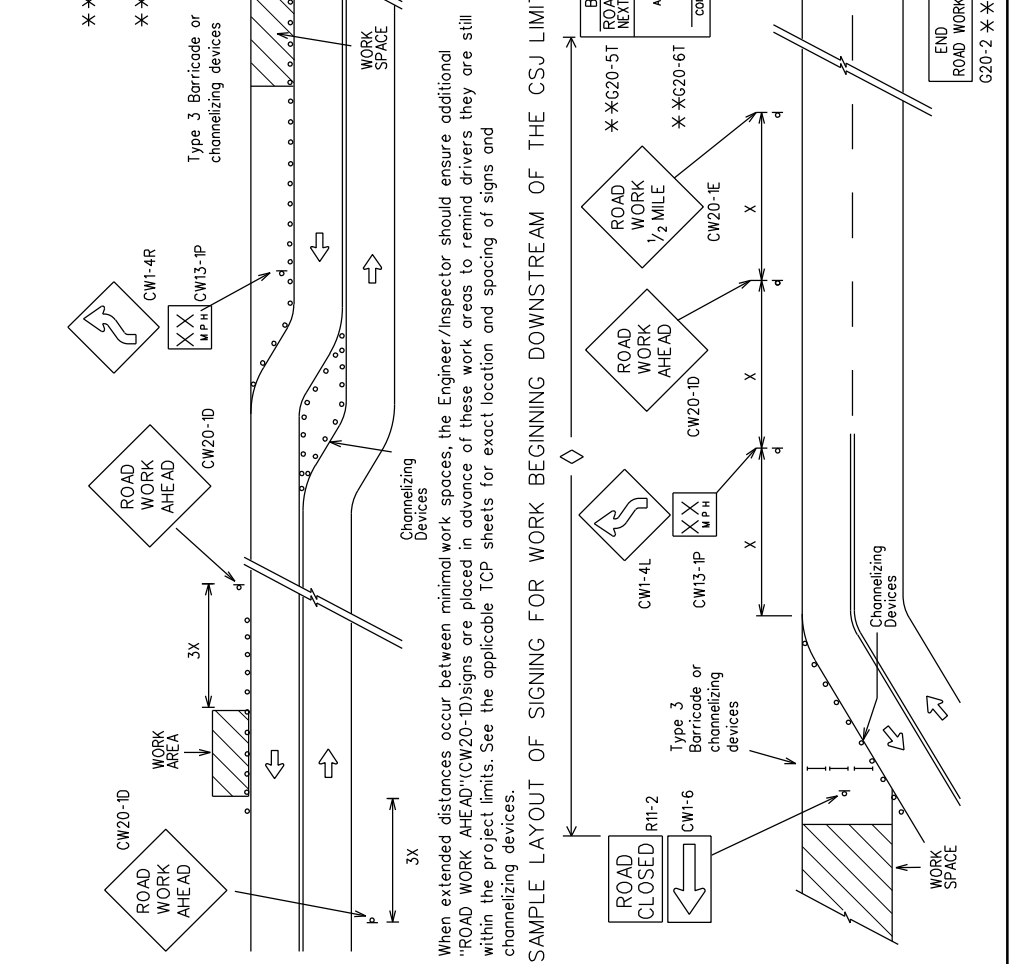 * *
* *
Type 3 Barricade or
channelizing devices
WORK
SPACE
CW1-4R
XX
MPH
CW13-1P
ROAD
WORK
AHEAD
CW20-1D
Channelizing
Devices
3X
WORK
AREA
CW20-1D
ROAD
WORK
AHEAD
3X
When extended distances occur between minimal work spaces, the Engineer/Inspector should ensure additional
"ROAD WORK AHEAD"(CW20-1D)signs are placed in advance of these work areas to remind drivers they are still
within the project limits. See the applicable TCP sheets for exact location and spacing of signs and
channelizing devices.
SAMPLE LAYOUT OF SIGNING FOR WORK BEGINNING DOWNSTREAM OF THE CSJ LIMIT
B
ROA
NEXT
A
CON
* *G20-5T
* *G20-6T
ROAD
WORK
1/2 MILE
CW20-1E
ROAD
WORK
AHEAD
CW20-1D
CW1-4L
XX
MPH
CW13-1P
X
X
X
END
ROAD WORK
G20-2 * *
Channelizing
Devices
Type 3
Barricade or
channelizing
devices
ROAD
CLOSED
R11-2
CW1-6
WORK
SPACE